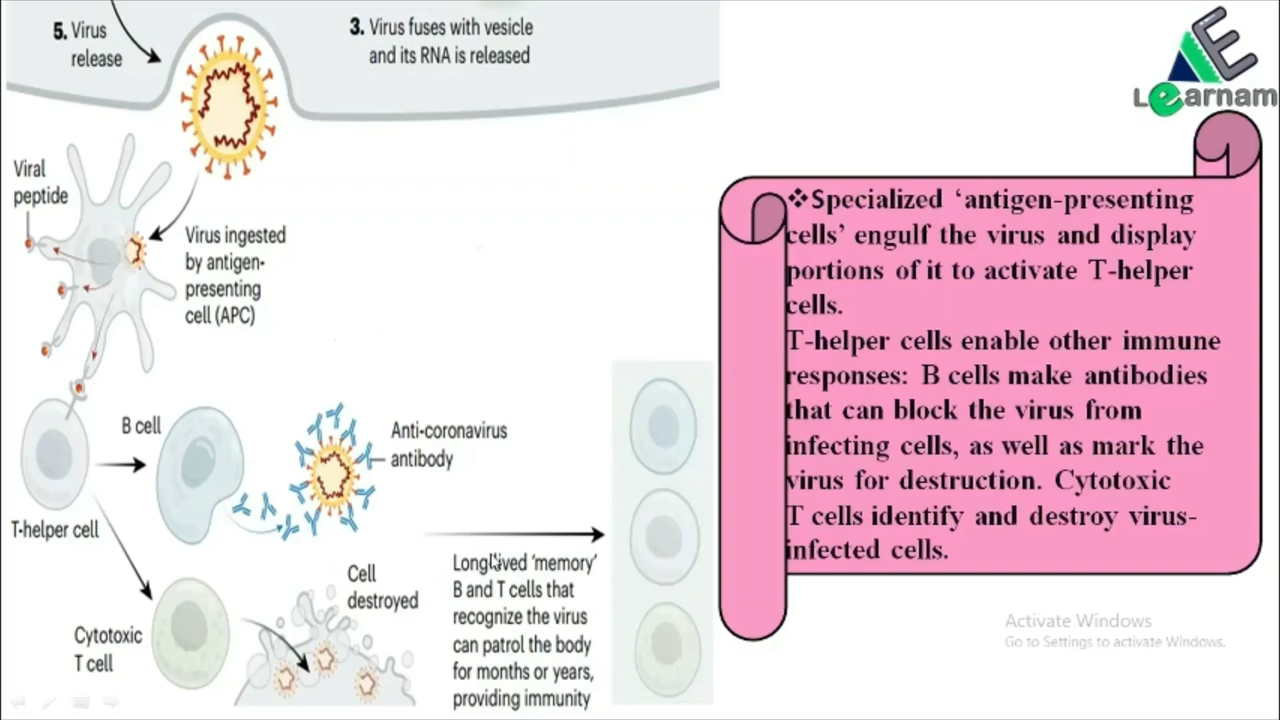 5. Virus
release
3. Virus fuses with vesicle
and its RNA is released
Viral
peptide
Virus ingested
by antigen-
presenting
cell (APC)
B cell
Anti-coronavirus
antibody
T-helper cell
Cytotoxic
T cell
Cell
destroyed
Long-lived ‘memory’
B and T cells that
recognize the virus
can patrol the body
for months or years,
providing immunity
E
Learnam
❖Specialized ‘antigen-presenting
cells’ engulf the virus and display
portions of it to activate T-helper
cells.
T-helper cells enable other immune
responses: B cells make antibodies
that can block the virus from
infecting cells, as well as mark the
virus for destruction. Cytotoxic
T cells identify and destroy virus-
infected cells.
Activate Windows
Go to Settings to activate Windows.